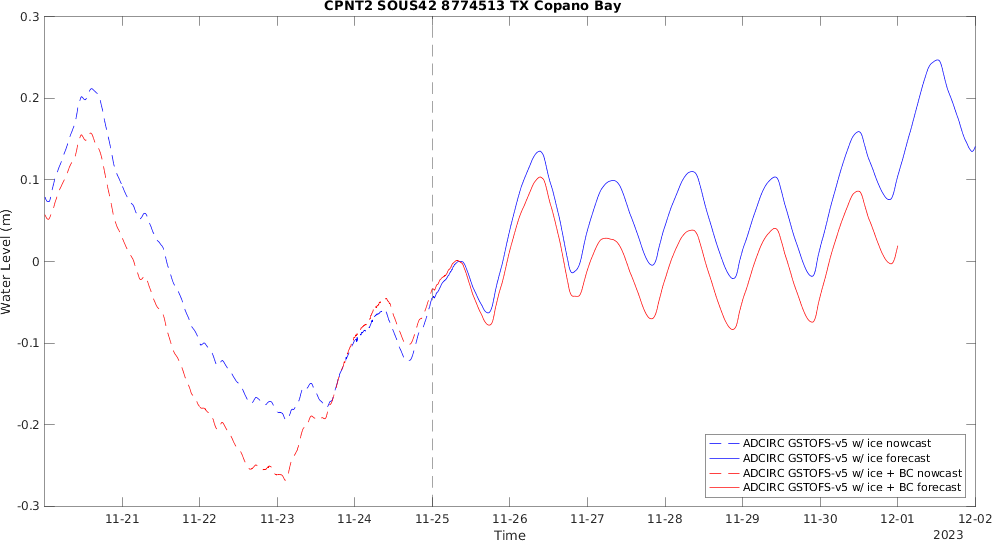 CPNT2 SOUS42 8774513 TX Copano Bay
0.3
0.2
0.1
0
-0.1
-0.2
-0.3
Water Level (m)
ADCIRC GSTOFS-v5 w/ ice nowcast
ADCIRC GSTOFS-v5 w/ ice forecast
ADCIRC GSTOFS-v5 w/ ice + BC nowcast
ADCIRC GSTOFS-v5 w/ ice + BC forecast
11-21 11-22 11-23 11-24 11-25 11-26 11-27 11-28 11-29 11-30 12-01 12-02
Time
2023